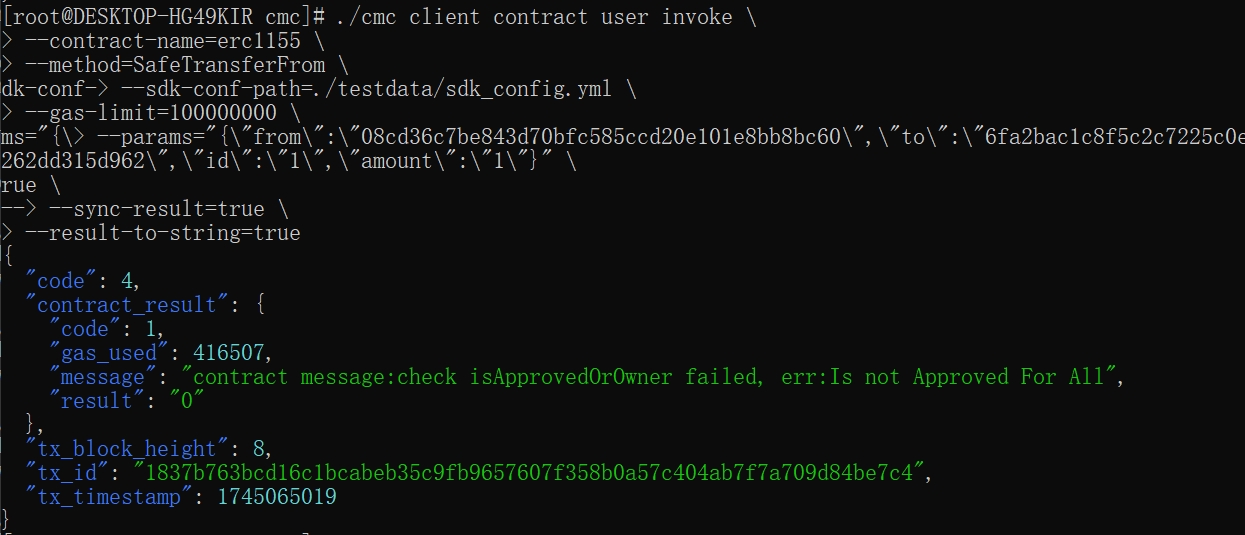 [root@DESKTOP-HG49KIR cmc]# ./cmc client contract user invoke \
> --contract-name=erc1155 \
> --method=SafeTransferFrom \
dk-conf-> --sdk-conf-path=./testdata/sdk_config.yml \
> --gas-limit=100000000 \
ms="{\> --params="{\"from\":\"08cd36c7be843d70bfc585ccd20e101e8bb8bc60\",\"to\":\"6fa2bac1c8f5c2c7225c0e
262dd315d962\",\"id\":\"1\",\"amount\":\"1\"}" \
rue \
--> --sync-result=true \
> --result-to-string=true
{
  "code": 4,
  "contract_result": {
    "code": 1,
    "gas_used": 416507,
    "message": "contract message:check isApprovedOrOwner failed, err:Is not Approved For All",
    "result": "0"
  },
  "tx_block_height": 8,
  "tx_id": "1837b763bcd16c1bcabeb35c9fb9657607f358b0a57c404ab7f7a709d84be7c4",
  "tx_timestamp": 1745065019
}